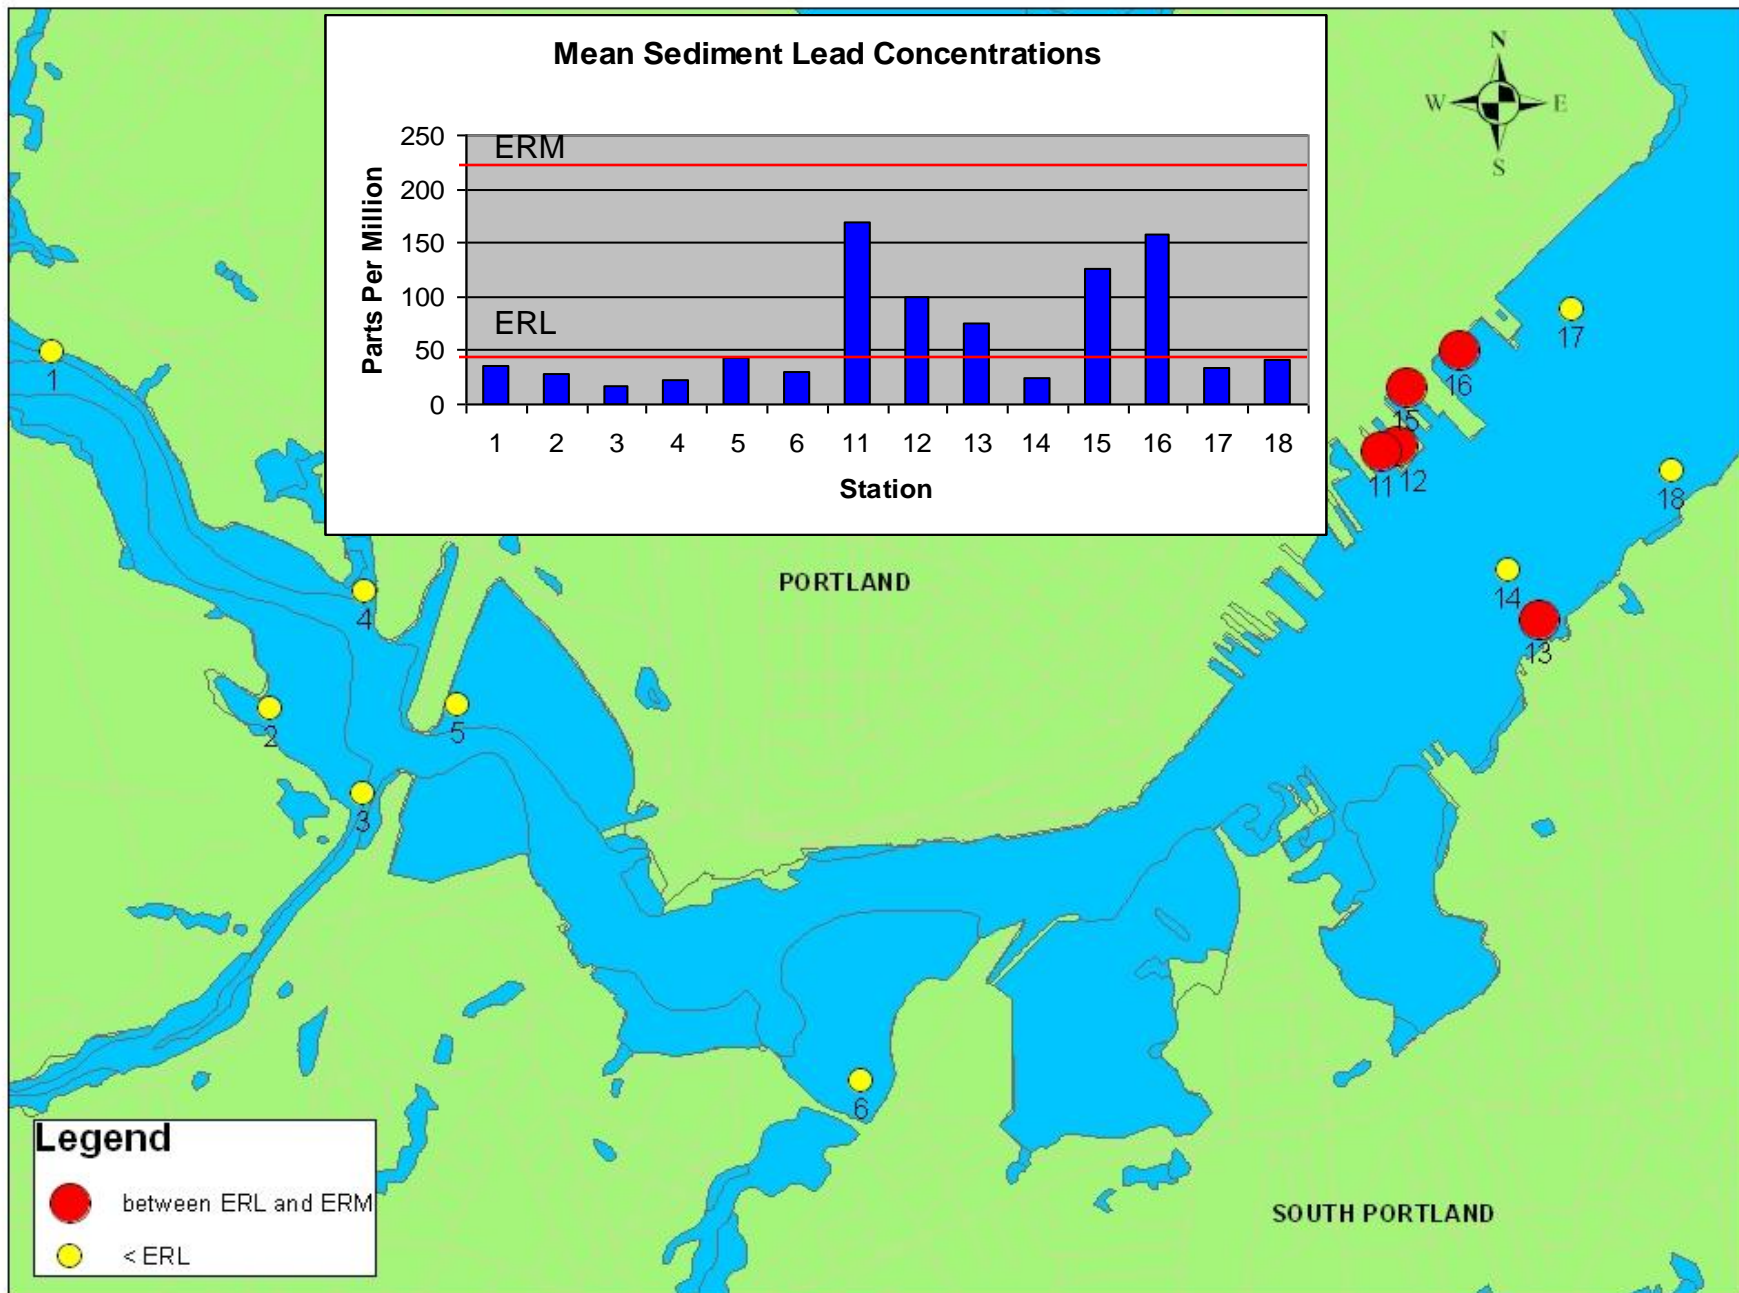 Mean Sediment Lead Concentrations
N
W
E
S
Parts Per Million
250
200
150
100
50
0
ERM
ERL
1 2 3 4 5 6 11 12 13 14 15 16 17 18
Station
1
17
16
15
11
12
18
PORTLAND
14
4
13
2
5
3
6
Legend
between ERL and ERM
< ERL
SOUTH PORTLAND